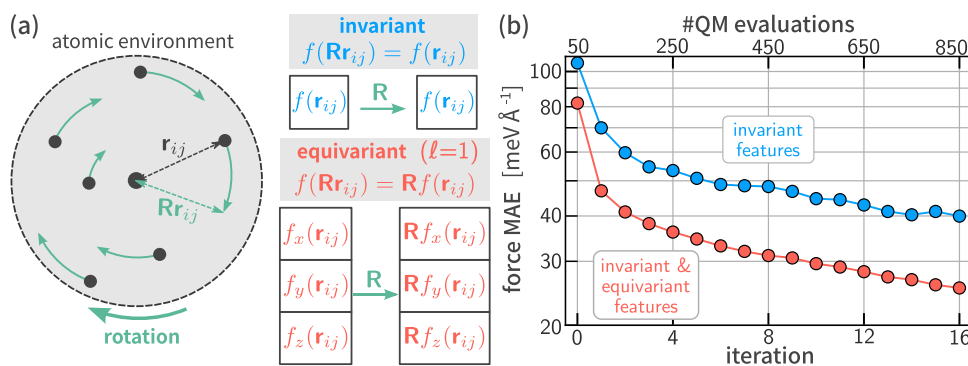 (a)
atomic environment
r_ij
Rr_ij
rotation
invariant
f(Rr_ij) = f(r_ij)
f(r_ij) R f(r_ij)
equivariant (ℓ=1)
f(Rr_ij) = Rf(r_ij)
f_x(r_ij) Rf_x(r_ij)
f_y(r_ij) R Rf_y(r_ij)
f_z(r_ij) Rf_z(r_ij)
(b)
#QM evaluations
50 250 450 650 850
force MAE [meV Å⁻¹]
100
80
60
40
30
20
invariant
features
invariant &
equivariant
features
0 4 8 12 16
iteration